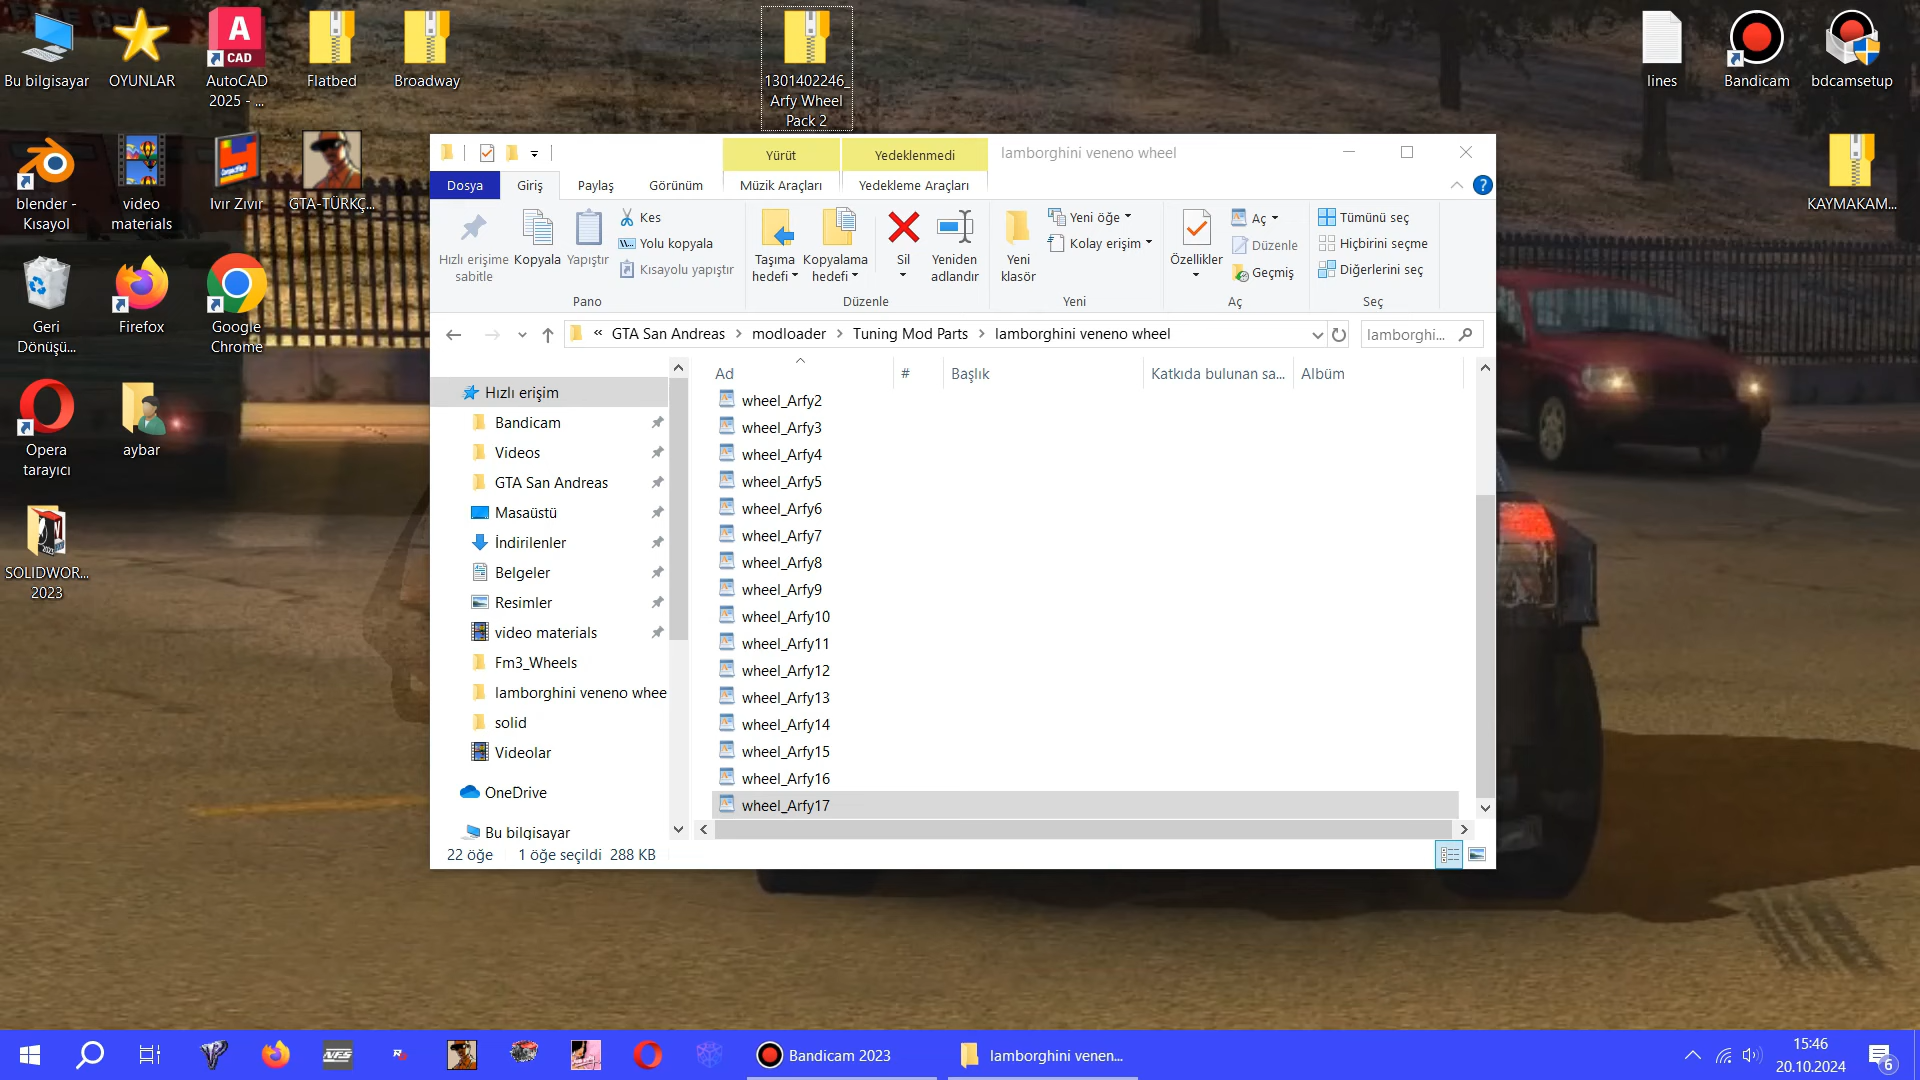 Bu bilgisayar
OYUNLAR
A
CAD
AutoCAD
2025 - ...
Flatbed
Broadway
1301402246_
Arfy Wheel
Pack 2
lines
Bandicam
bdcamsetup
blender -
Kısayol
video
materials
Ivır Zıvır
GTA-TÜRKÇ...
KAYMAKAM...
Geri
Dönüşü...
Firefox
Google
Chrome
Opera
tarayıcı
aybar
SOLIDWOR...
2023
Yürüt
Yedeklenmedi
lamborghini veneno wheel
Dosya
Giriş
Paylaş
Görünüm
Müzik Araçları
Yedekleme Araçları
Hızlı erişime
sabitle
Kopyala
Yapıştır
Kes
Yolu kopyala
Kısayolu yapıştır
Pano
Taşıma
hedefi
Kopyalama
hedefi
Sil
Yeniden
adlandır
Düzenle
Yeni
klasör
Yeni öğe
Kolay erişim
Yeni
Özellikler
Aç
Düzenle
Geçmiş
Aç
Tümünü seç
Hiçbirini seçme
Diğerlerini seç
Seç
« GTA San Andreas > modloader > Tuning Mod Parts > lamborghini veneno wheel
lamborghi...
Hızlı erişim
Bandicam
Videos
GTA San Andreas
Masaüstü
İndirilenler
Belgeler
Resimler
video materials
Fm3_Wheels
lamborghini veneno whee
solid
Videolar
OneDrive
Bu bilgisayar
Ad
#
Başlık
Katkıda bulunan sa...
Albüm
wheel_Arfy2
wheel_Arfy3
wheel_Arfy4
wheel_Arfy5
wheel_Arfy6
wheel_Arfy7
wheel_Arfy8
wheel_Arfy9
wheel_Arfy10
wheel_Arfy11
wheel_Arfy12
wheel_Arfy13
wheel_Arfy14
wheel_Arfy15
wheel_Arfy16
wheel_Arfy17
22 öğe
1 öğe seçildi 288 KB
NFS
Bandicam 2023
lamborghini venen...
15:46
20.10.2024
6